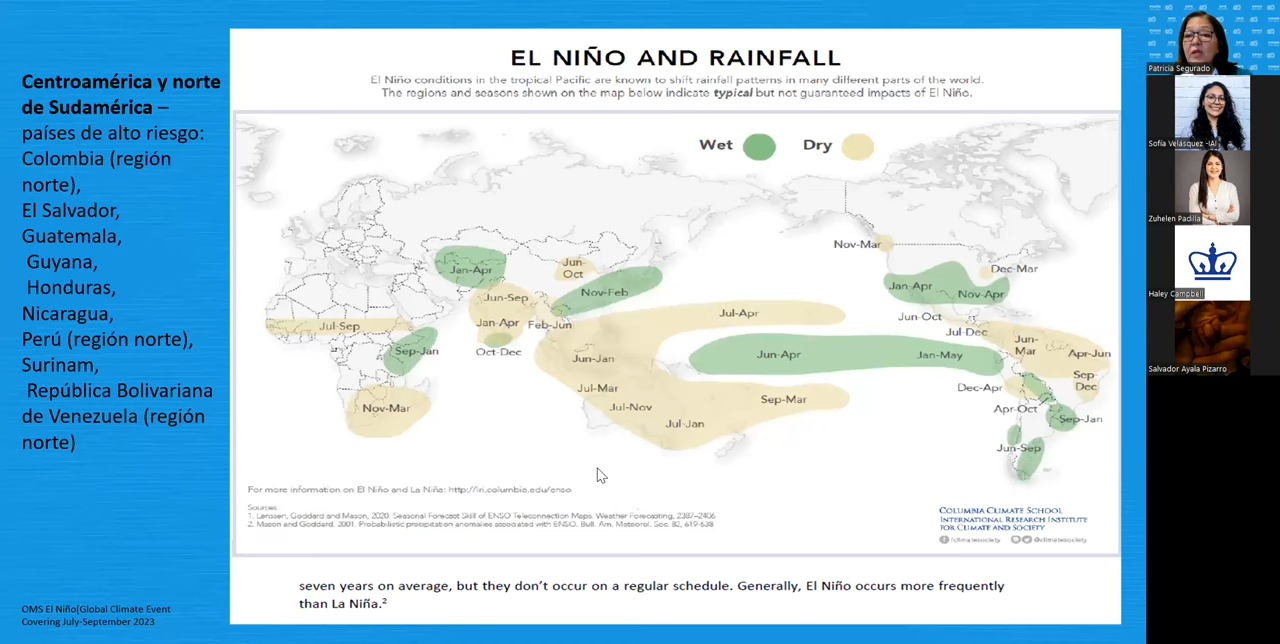 Centroamérica y norte
de Sudamérica –
países de alto riesgo:
Colombia (región
norte),
El Salvador,
Guatemala,
Guyana,
Honduras,
Nicaragua,
Perú (región norte),
Surinam,
República Bolivariana
de Venezuela (región
norte)
OMS El Niño|Global Climate Event
Covering July-September 2023
EL NIÑO AND RAINFALL
El Niño conditions in the tropical Pacific are known to shift rainfall patterns in many different parts of the world.
The regions and seasons shown on the map below indicate typical but not guaranteed impacts of El Niño.
Wet
Dry
Nov-Mar
Dec-Mar
Jan-Apr
Jun-
Oct
Jan-Apr
Nov-Feb
Nov-Apr
Jun-Sep
Jul-Apr
Jun-Oct
Jul-Sep
Jan-Apr
Feb-Jun
Jul-Dec
Jun-
Mar
Sep-Jan
Oct-Dec
Jun-Jan
Jun-Apr
Jan-May
Apr-Jun
Sep-
Dec
Jul-Mar
Dec-Apr
Nov-Mar
Jul-Nov
Sep-Mar
Apr-Oct
Jul-Jan
Sep-Jan
Jun-Sep
For more information on El Niño and La Niña: http://iri.columbia.edu/enso
Sources
1. Lenssen, Goddard and Mason, 2020. Seasonal Forecast Skill of ENSO Teleconnection Maps. Weather Forecasting, 2387–2406
2. Mason and Goddard, 2001. Probabilistic precipitation anomalies associated with ENSO. Bull. Am. Meteorol. Soc. 82, 619-638
COLUMBIA CLIMATE SCHOOL
INTERNATIONAL RESEARCH INSTITUTE
FOR CLIMATE AND SOCIETY
/climatesociety
@climatesociety
seven years on average, but they don't occur on a regular schedule. Generally, El Niño occurs more frequently
than La Niña.²
Patricia Segurado
Sofía Velásquez -IAI
Zuhelen Padilla
Haley Campbell
Salvador Ayala Pizarro